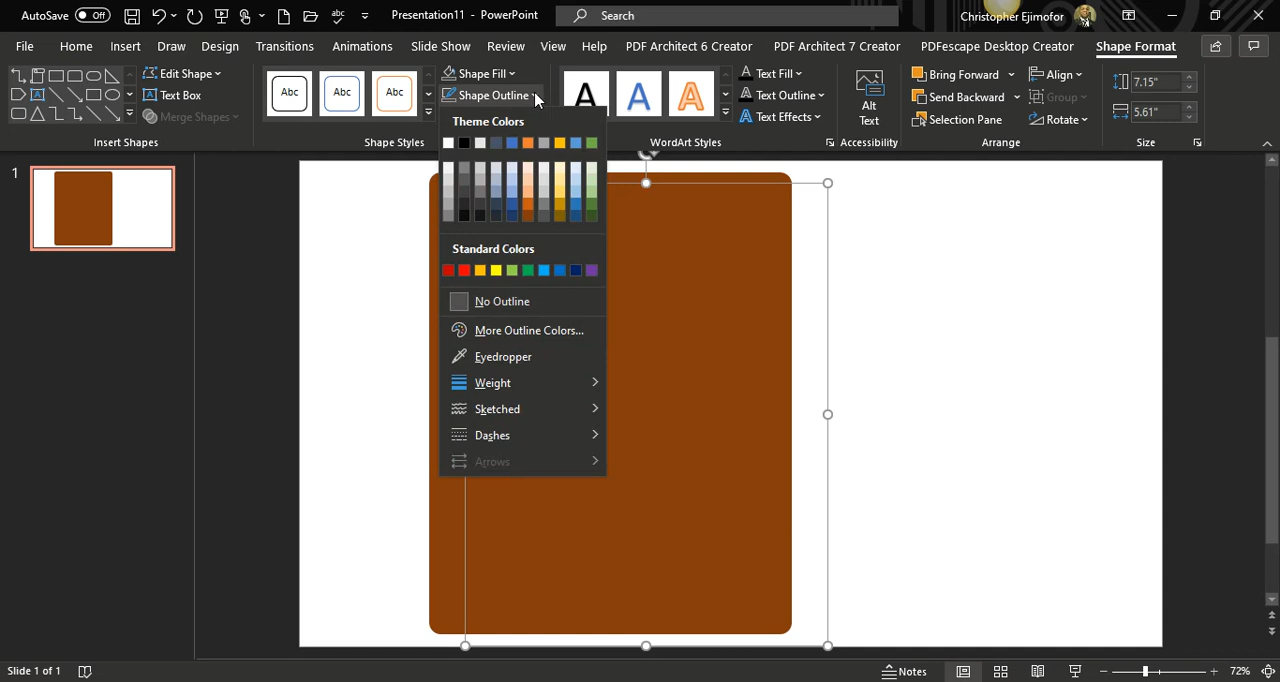 AutoSave Off abc Presentation11 - PowerPoint Search Christopher Ejimofor
File Home Insert Draw Design Transitions Animations Slide Show Review View Help PDF Architect 6 Creator PDF Architect 7 Creator PDFescape Desktop Creator Shape Format
Edit Shape Shape Fill Text Fill Bring Forward Align 7.15"
Text Box Abc Abc Abc Shape Outline A A A Text Outline Alt Text Send Backward Group 5.61"
Merge Shapes Text Effects Selection Pane Rotate
Insert Shapes Shape Styles WordArt Styles Accessibility Arrange Size
Theme Colors
1
Standard Colors
No Outline
More Outline Colors...
Eyedropper
Weight
Sketched
Dashes
Arrows
Slide 1 of 1 Notes 72%